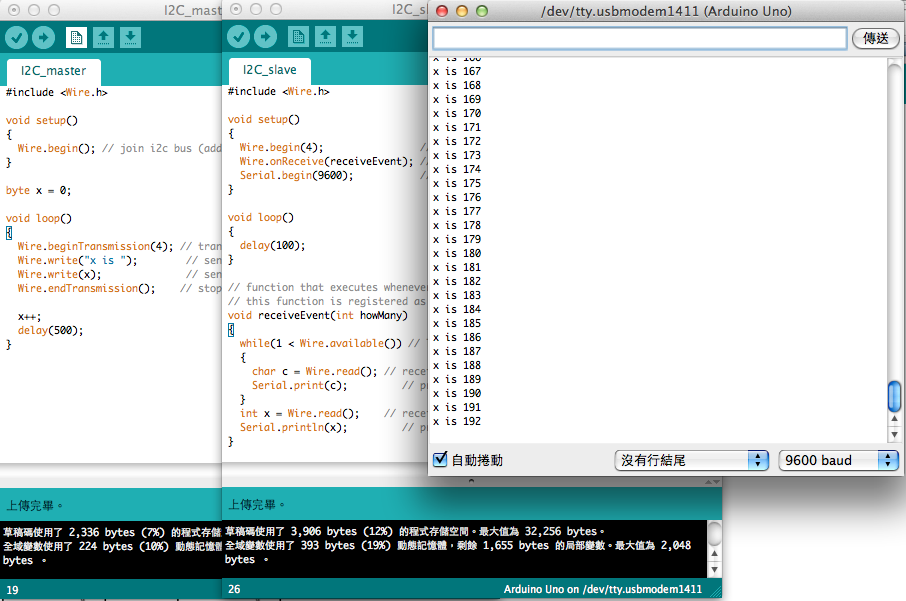 I2C_mast
I2C_master
#include <Wire.h>
void setup()
{
Wire.begin(); // join i2c bus (add
}
byte x = 0;
void loop()
{
Wire.beginTransmission(4); // tran
Wire.write("x is "); // sen
Wire.write(x); // sen
Wire.endTransmission(); // stop
x++;
delay(500);
}
上傳完畢。
草稿碼使用了 2,336 bytes (7%) 的程式存儲
全域變數使用了 224 bytes (10%) 動態記憶體
bytes 。
19
I2C_sl
I2C_slave
#include <Wire.h>
void setup()
{
Wire.begin(4); //
Wire.onReceive(receiveEvent); //
Serial.begin(9600); //
}
void loop()
{
delay(100);
}
// function that executes whenever
// this function is registered as
void receiveEvent(int howMany)
{
while(1 < Wire.available()) //
{
char c = Wire.read(); // rece
Serial.print(c); // p
}
int x = Wire.read(); // rece
Serial.println(x); // p
}
上傳完畢。
草稿碼使用了 3,906 bytes (12%) 的程式存儲空間。最大值為 32,256 bytes。
全域變數使用了 393 bytes (19%) 動態記憶體，剩餘 1,655 bytes 的局部變數。最大值為 2,048
bytes 。
26
Arduino Uno on /dev/tty.usbmodem1411
/dev/tty.usbmodem1411 (Arduino Uno)
傳送
x is 166
x is 167
x is 168
x is 169
x is 170
x is 171
x is 172
x is 173
x is 174
x is 175
x is 176
x is 177
x is 178
x is 179
x is 180
x is 181
x is 182
x is 183
x is 184
x is 185
x is 186
x is 187
x is 188
x is 189
x is 190
x is 191
x is 192
自動捲動
沒有行結尾
9600 baud